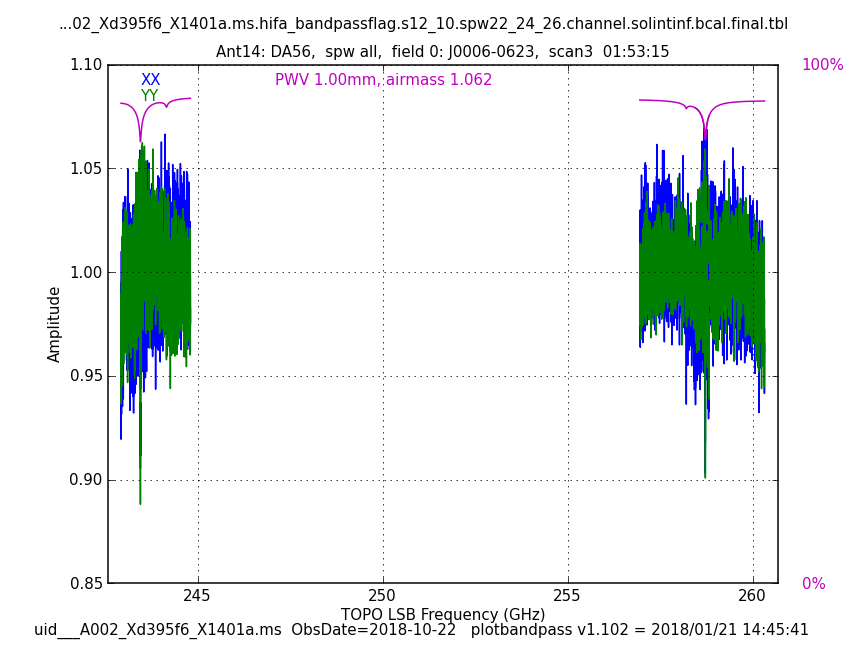 ...02_Xd395f6_X1401a.ms.hifa_bandpassflag.s12_10.spw22_24_26.channel.solintinf.bcal.final.tbl
Ant14: DA56,  spw all,  field 0: J0006-0623,  scan3  01:53:15
XX
YY
PWV 1.00mm, airmass 1.062
100%
0%
1.10
1.05
1.00
0.95
0.90
0.85
Amplitude
245
250
255
260
TOPO LSB Frequency (GHz)
uid___A002_Xd395f6_X1401a.ms  ObsDate=2018-10-22   plotbandpass v1.102 = 2018/01/21 14:45:41